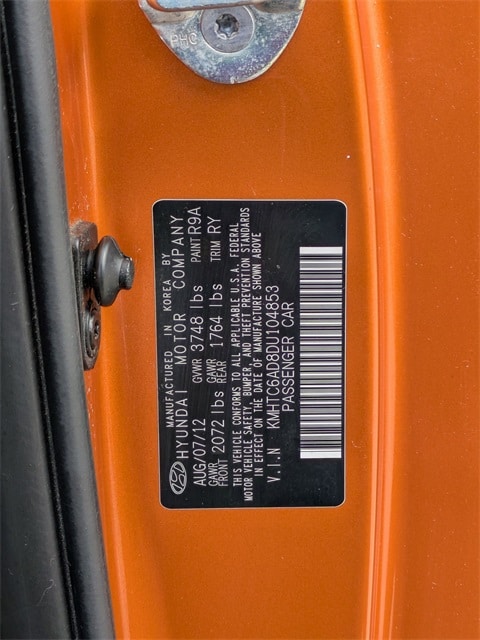 PHC
MANUFACTURED IN KOREA BY
HYUNDAI MOTOR COMPANY
AUG/07/12 GVWR 3748 lbs PAINT R9A
GAWR FRONT 2072 lbs GAWR REAR 1764 lbs TRIM RY
THIS VEHICLE CONFORMS TO ALL APPLICABLE U.S.A. FEDERAL
MOTOR VEHICLE SAFETY, BUMPER, AND THEFT PREVENTION STANDARDS
IN EFFECT ON THE DATE OF MANUFACTURE SHOWN ABOVE
V.I.N KMHTC6AD8DU104853
PASSENGER CAR